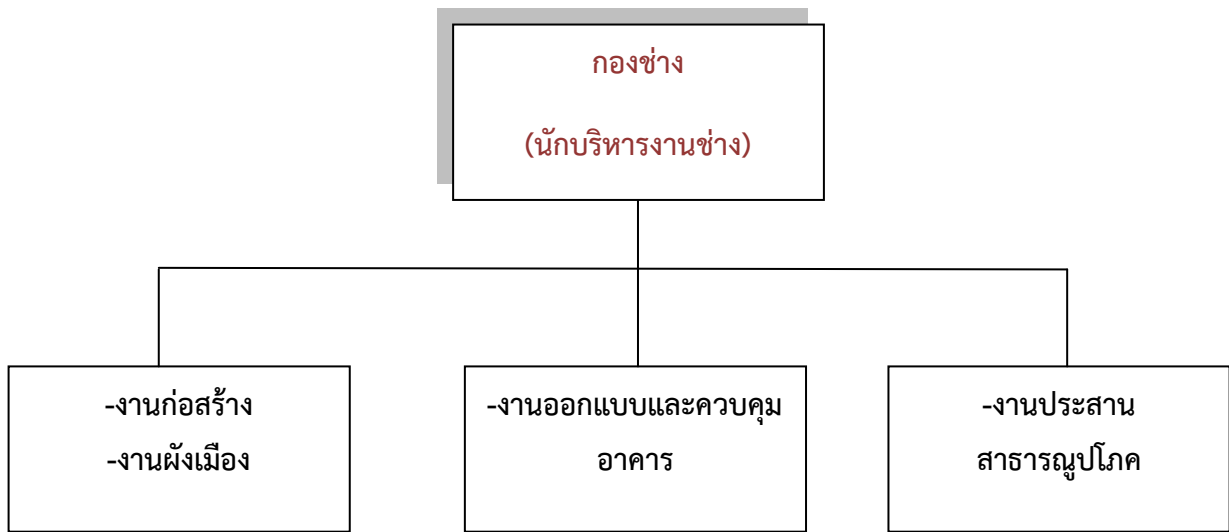 กองช่าง
(นักบริหารงานช่าง)
-งานก่อสร้าง
-งานผังเมือง
-งานออกแบบและควบคุม
อาคาร
-งานประสาน
สาธารณูปโภค